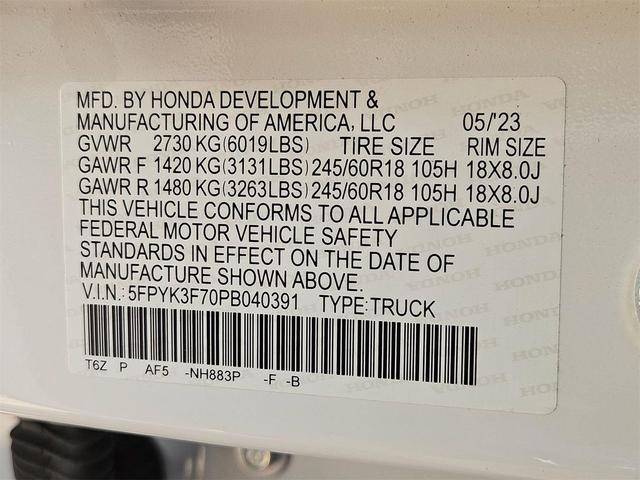 MFD. BY HONDA DEVELOPMENT &
MANUFACTURING OF AMERICA, LLC 05/'23
GVWR 2730 KG(6019LBS) TIRE SIZE RIM SIZE
GAWR F 1420 KG(3131LBS) 245/60R18 105H 18X8.0J
GAWR R 1480 KG(3263LBS) 245/60R18 105H 18X8.0J
THIS VEHICLE CONFORMS TO ALL APPLICABLE
FEDERAL MOTOR VEHICLE SAFETY
STANDARDS IN EFFECT ON THE DATE OF
MANUFACTURE SHOWN ABOVE.
V.I.N.: 5FPYK3F70PB040391 TYPE:TRUCK
T6Z P AF5 -NH883P -F -B